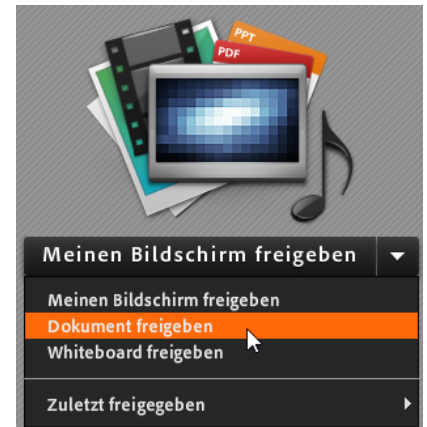 PPT
PDF
Meinen Bildschirm freigeben
Meinen Bildschirm freigeben
Dokument freigeben
Whiteboard freigeben
Zuletzt freigegeben